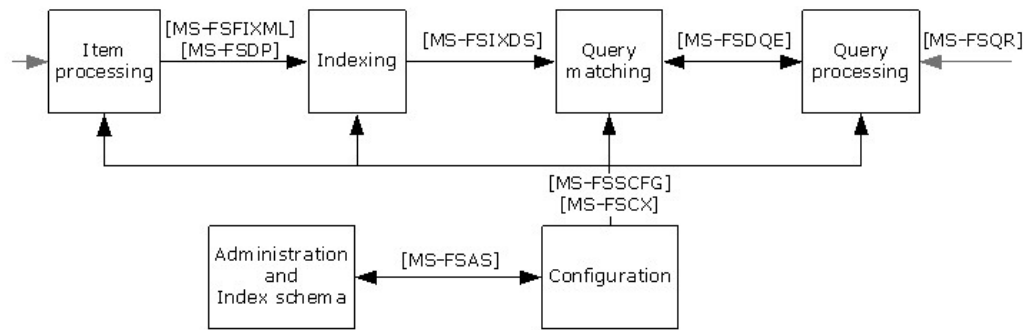 Item
processing
[MS-FSFIXML]
[MS-FSDP]
Indexing
[MS-FSIXDS]
Query
matching
[MS-FSDQE]
Query
processing
[MS-FSQR]
[MS-FSSCFG]
[MS-FSCX]
Administration
and
Index schema
[MS-FSAS]
Configuration